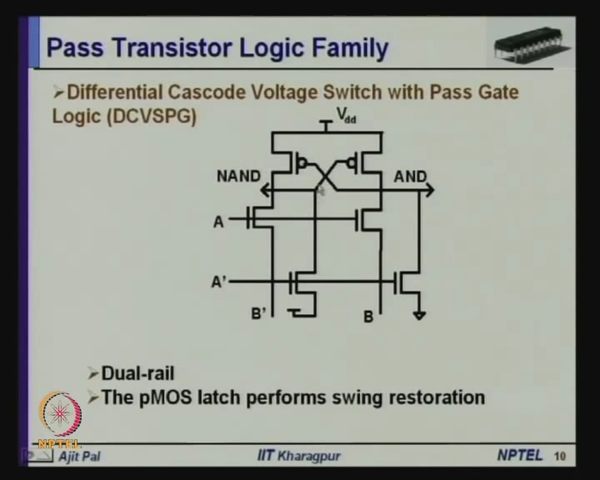 Pass Transistor Logic Family
➢Differential Cascode Voltage Switch with Pass Gate
Logic (DCVSPG)
Vdd
NAND
AND
A
A'
B'
B
➢Dual-rail
➢The pMOS latch performs swing restoration
NPTEL
Ajit Pal
IIT Kharagpur
NPTEL 10